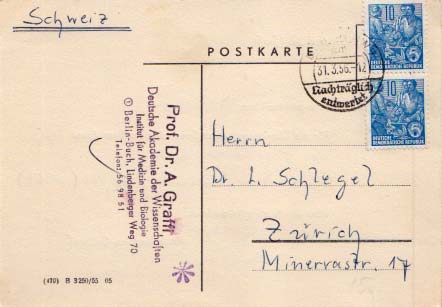 Schweiz
POSTKARTE
10
DEUTSCHE
DEMOKRATISCHE REPUBLIK
10
DEUTSCHE
DEMOKRATISCHE REPUBLIK
31.3.56.-12
Nachträglich
entwertet
Prof. Dr. A. Graffi
Deutsche Akademie der Wissenschaften
Institut für Medizin und Biologie
Berlin-Buch, Lindenberger Weg 70
Telefon: 56 98 51
Herrn
Dr. L. Schlegel
Zürich
Minervastr. 17
(470) B 3250/55 05